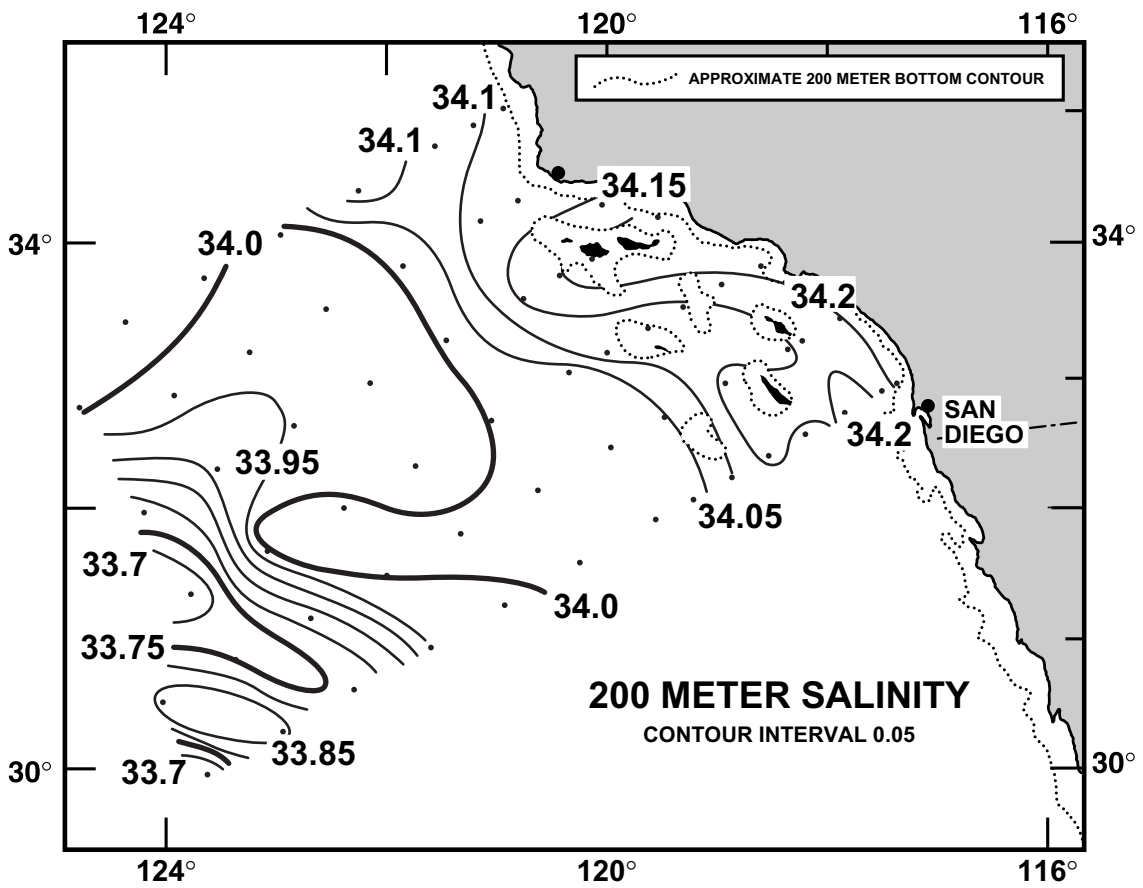 124° 120° 116°
APPROXIMATE 200 METER BOTTOM CONTOUR
34.1
34.1
34.15
34° 34.0 34°
34.2
SAN
DIEGO
34.2
33.95
34.05
33.7
34.0
33.75
200 METER SALINITY
CONTOUR INTERVAL 0.05
33.85
30° 33.7 30°
124° 120° 116°